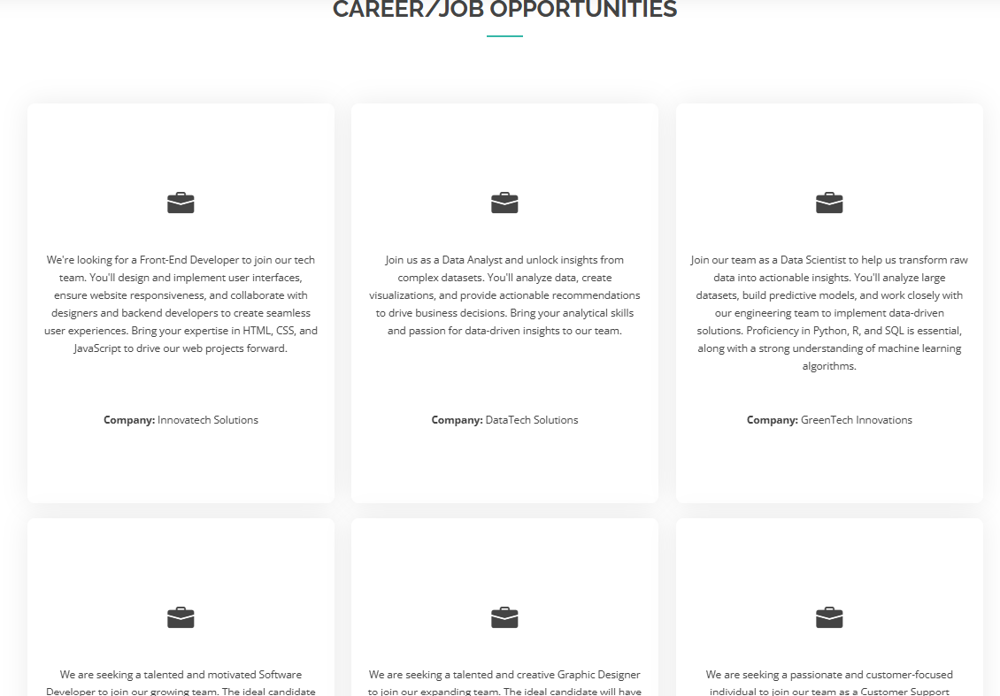 CAREER/JOB OPPORTUNITIES
We're looking for a Front-End Developer to join our tech
team. You'll design and implement user interfaces,
ensure website responsiveness, and collaborate with
designers and backend developers to create seamless
user experiences. Bring your expertise in HTML, CSS, and
JavaScript to drive our web projects forward.
Company: Innovatech Solutions
Join us as a Data Analyst and unlock insights from
complex datasets. You'll analyze data, create
visualizations, and provide actionable recommendations
to drive business decisions. Bring your analytical skills
and passion for data-driven insights to our team.
Company: DataTech Solutions
Join our team as a Data Scientist to help us transform raw
data into actionable insights. You'll analyze large
datasets, build predictive models, and work closely with
our engineering team to implement data-driven
solutions. Proficiency in Python, R, and SQL is essential,
along with a strong understanding of machine learning
algorithms.
Company: GreenTech Innovations
We are seeking a talented and motivated Software
Developer to join our growing team. The ideal candidate
We are seeking a talented and creative Graphic Designer
to join our expanding team. The ideal candidate will have
We are seeking a passionate and customer-focused
individual to join our team as a Customer Support